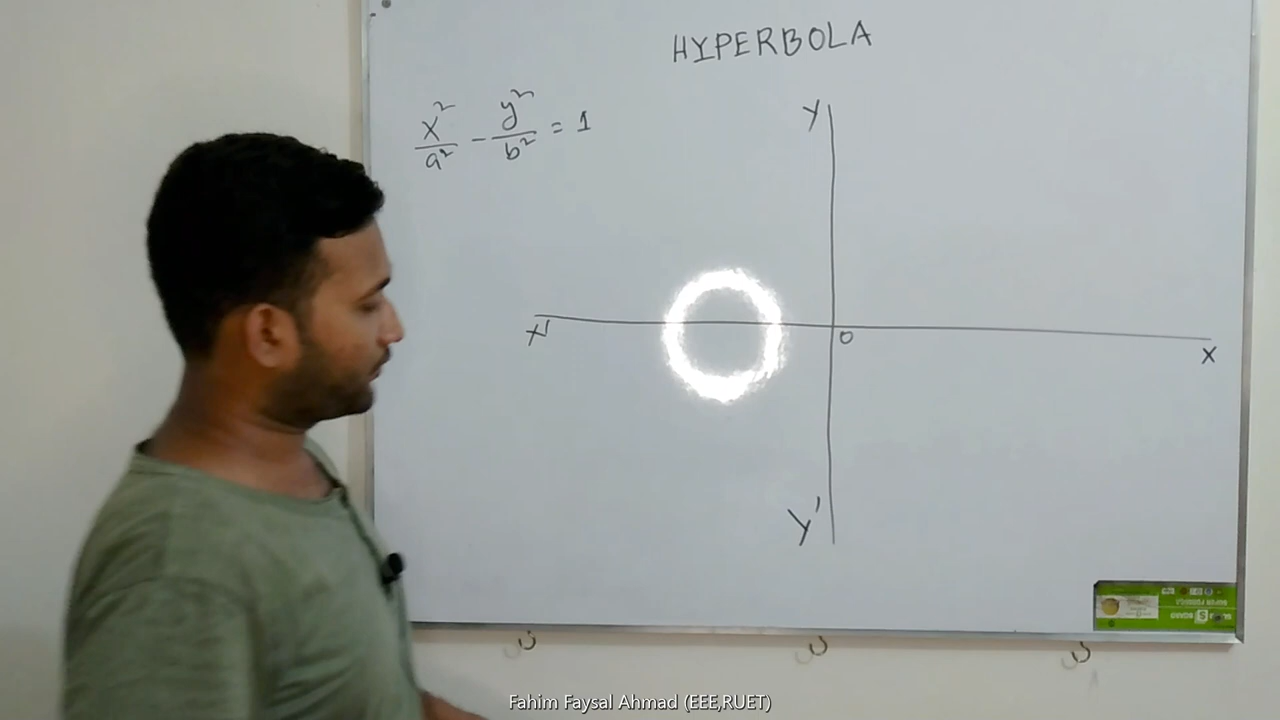 HYPERBOLA
x²/a² - y²/b² = 1
Y
X'
O
X
Y'
Fahim Faysal Ahmad (EEE,RUET)